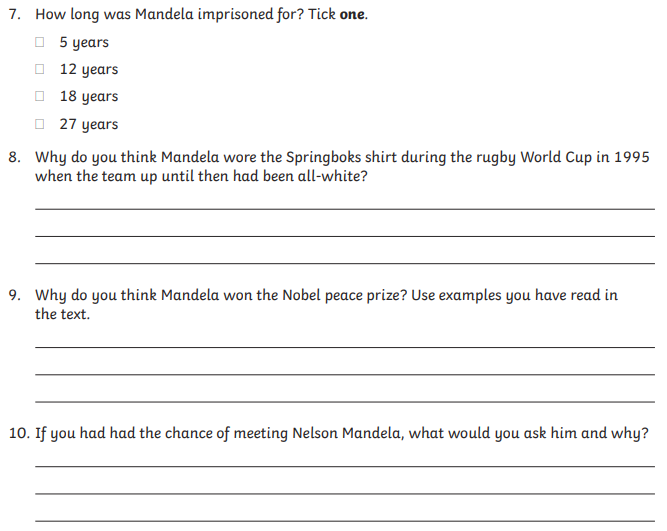 7. How long was Mandela imprisoned for? Tick one.
□ 5 years
□ 12 years
□ 18 years
□ 27 years
8. Why do you think Mandela wore the Springboks shirt during the rugby World Cup in 1995
when the team up until then had been all-white?
9. Why do you think Mandela won the Nobel peace prize? Use examples you have read in
the text.
10. If you had had the chance of meeting Nelson Mandela, what would you ask him and why?